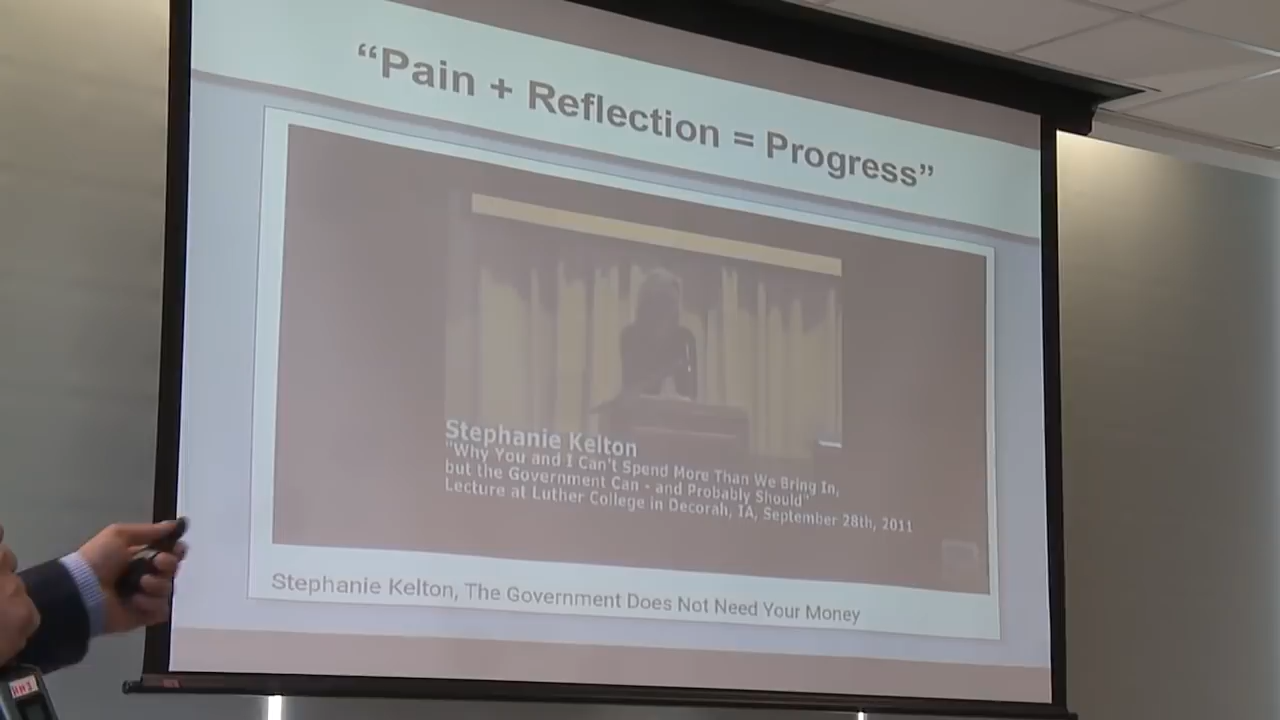 “Pain + Reflection = Progress”
Stephanie Kelton
"Why You and I Can't Spend More Than We Bring In,
but the Government Can - and Probably Should"
Lecture at Luther College in Decorah, IA, September 28th, 2011
Stephanie Kelton, The Government Does Not Need Your Money